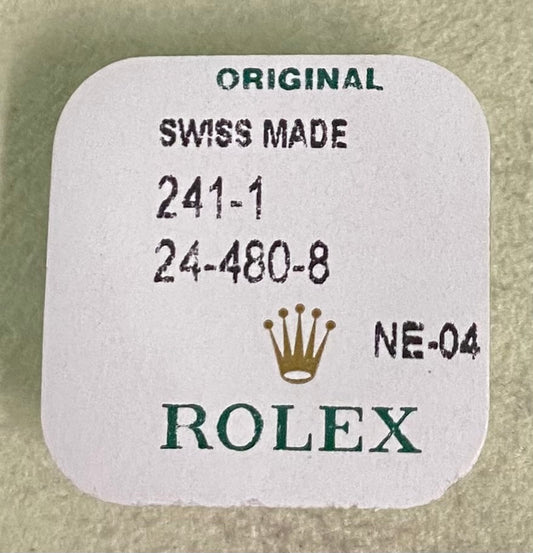 ORIGINAL
SWISS MADE
241-1
24-480-8
NE-04
ROLEX